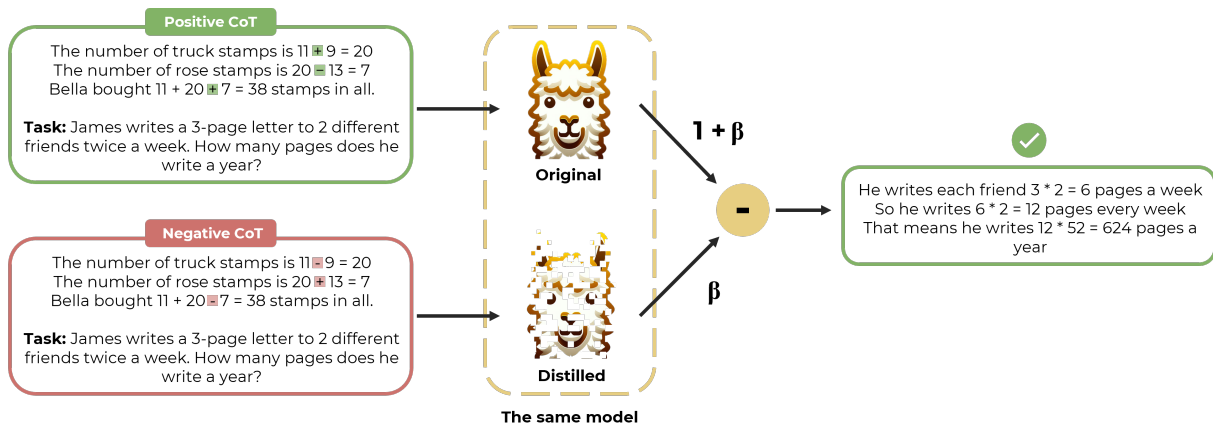 Positive CoT
The number of truck stamps is 11 + 9 = 20
The number of rose stamps is 20 − 13 = 7
Bella bought 11 + 20 + 7 = 38 stamps in all.
Task: James writes a 3-page letter to 2 different
friends twice a week. How many pages does he
write a year?
Negative CoT
The number of truck stamps is 11 - 9 = 20
The number of rose stamps is 20 + 13 = 7
Bella bought 11 + 20 - 7 = 38 stamps in all.
Task: James writes a 3-page letter to 2 different
friends twice a week. How many pages does he
write a year?
Original
Distilled
The same model
1 + β
β
-
He writes each friend 3 * 2 = 6 pages a week
So he writes 6 * 2 = 12 pages every week
That means he writes 12 * 52 = 624 pages a
year